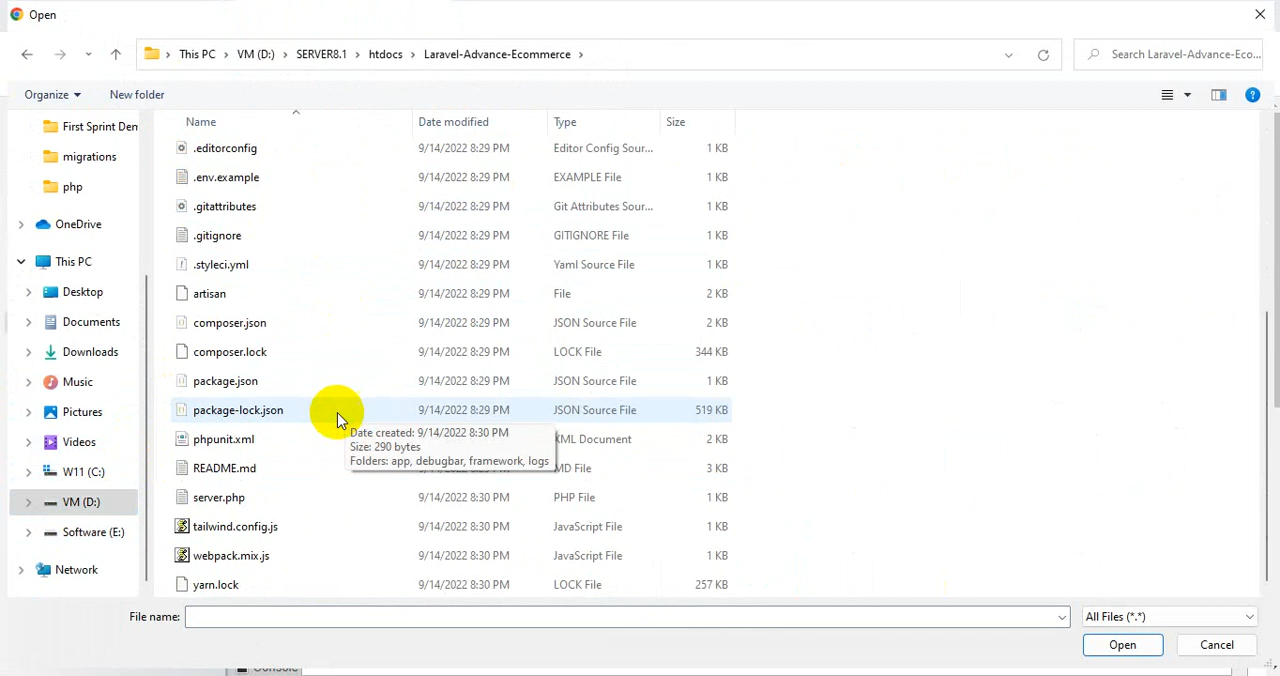 Open
This PC > VM (D:) > SERVER8.1 > htdocs > Laravel-Advance-Ecommerce >
Search Laravel-Advance-Eco...
Organize
New folder
First Sprint Den
migrations
php
OneDrive
This PC
Desktop
Documents
Downloads
Music
Pictures
Videos
W11 (C:)
VM (D:)
Software (E:)
Network
Name Date modified Type Size
.editorconfig 9/14/2022 8:29 PM Editor Config Sour... 1 KB
.env.example 9/14/2022 8:29 PM EXAMPLE File 1 KB
.gitattributes 9/14/2022 8:29 PM Git Attributes Sour... 1 KB
.gitignore 9/14/2022 8:29 PM GITIGNORE File 1 KB
.styleci.yml 9/14/2022 8:29 PM Yaml Source File 1 KB
artisan 9/14/2022 8:29 PM File 2 KB
composer.json 9/14/2022 8:29 PM JSON Source File 2 KB
composer.lock 9/14/2022 8:29 PM LOCK File 344 KB
package.json 9/14/2022 8:29 PM JSON Source File 1 KB
package-lock.json 9/14/2022 8:29 PM JSON Source File 519 KB
phpunit.xml XML Document 2 KB
README.md MD File 3 KB
Date created: 9/14/2022 8:30 PM
Size: 290 bytes
Folders: app, debugbar, framework, logs
server.php 9/14/2022 8:30 PM PHP File 1 KB
tailwind.config.js 9/14/2022 8:30 PM JavaScript File 1 KB
webpack.mix.js 9/14/2022 8:30 PM JavaScript File 1 KB
yarn.lock 9/14/2022 8:30 PM LOCK File 257 KB
File name:
All Files (*.*)
Open
Cancel
Console